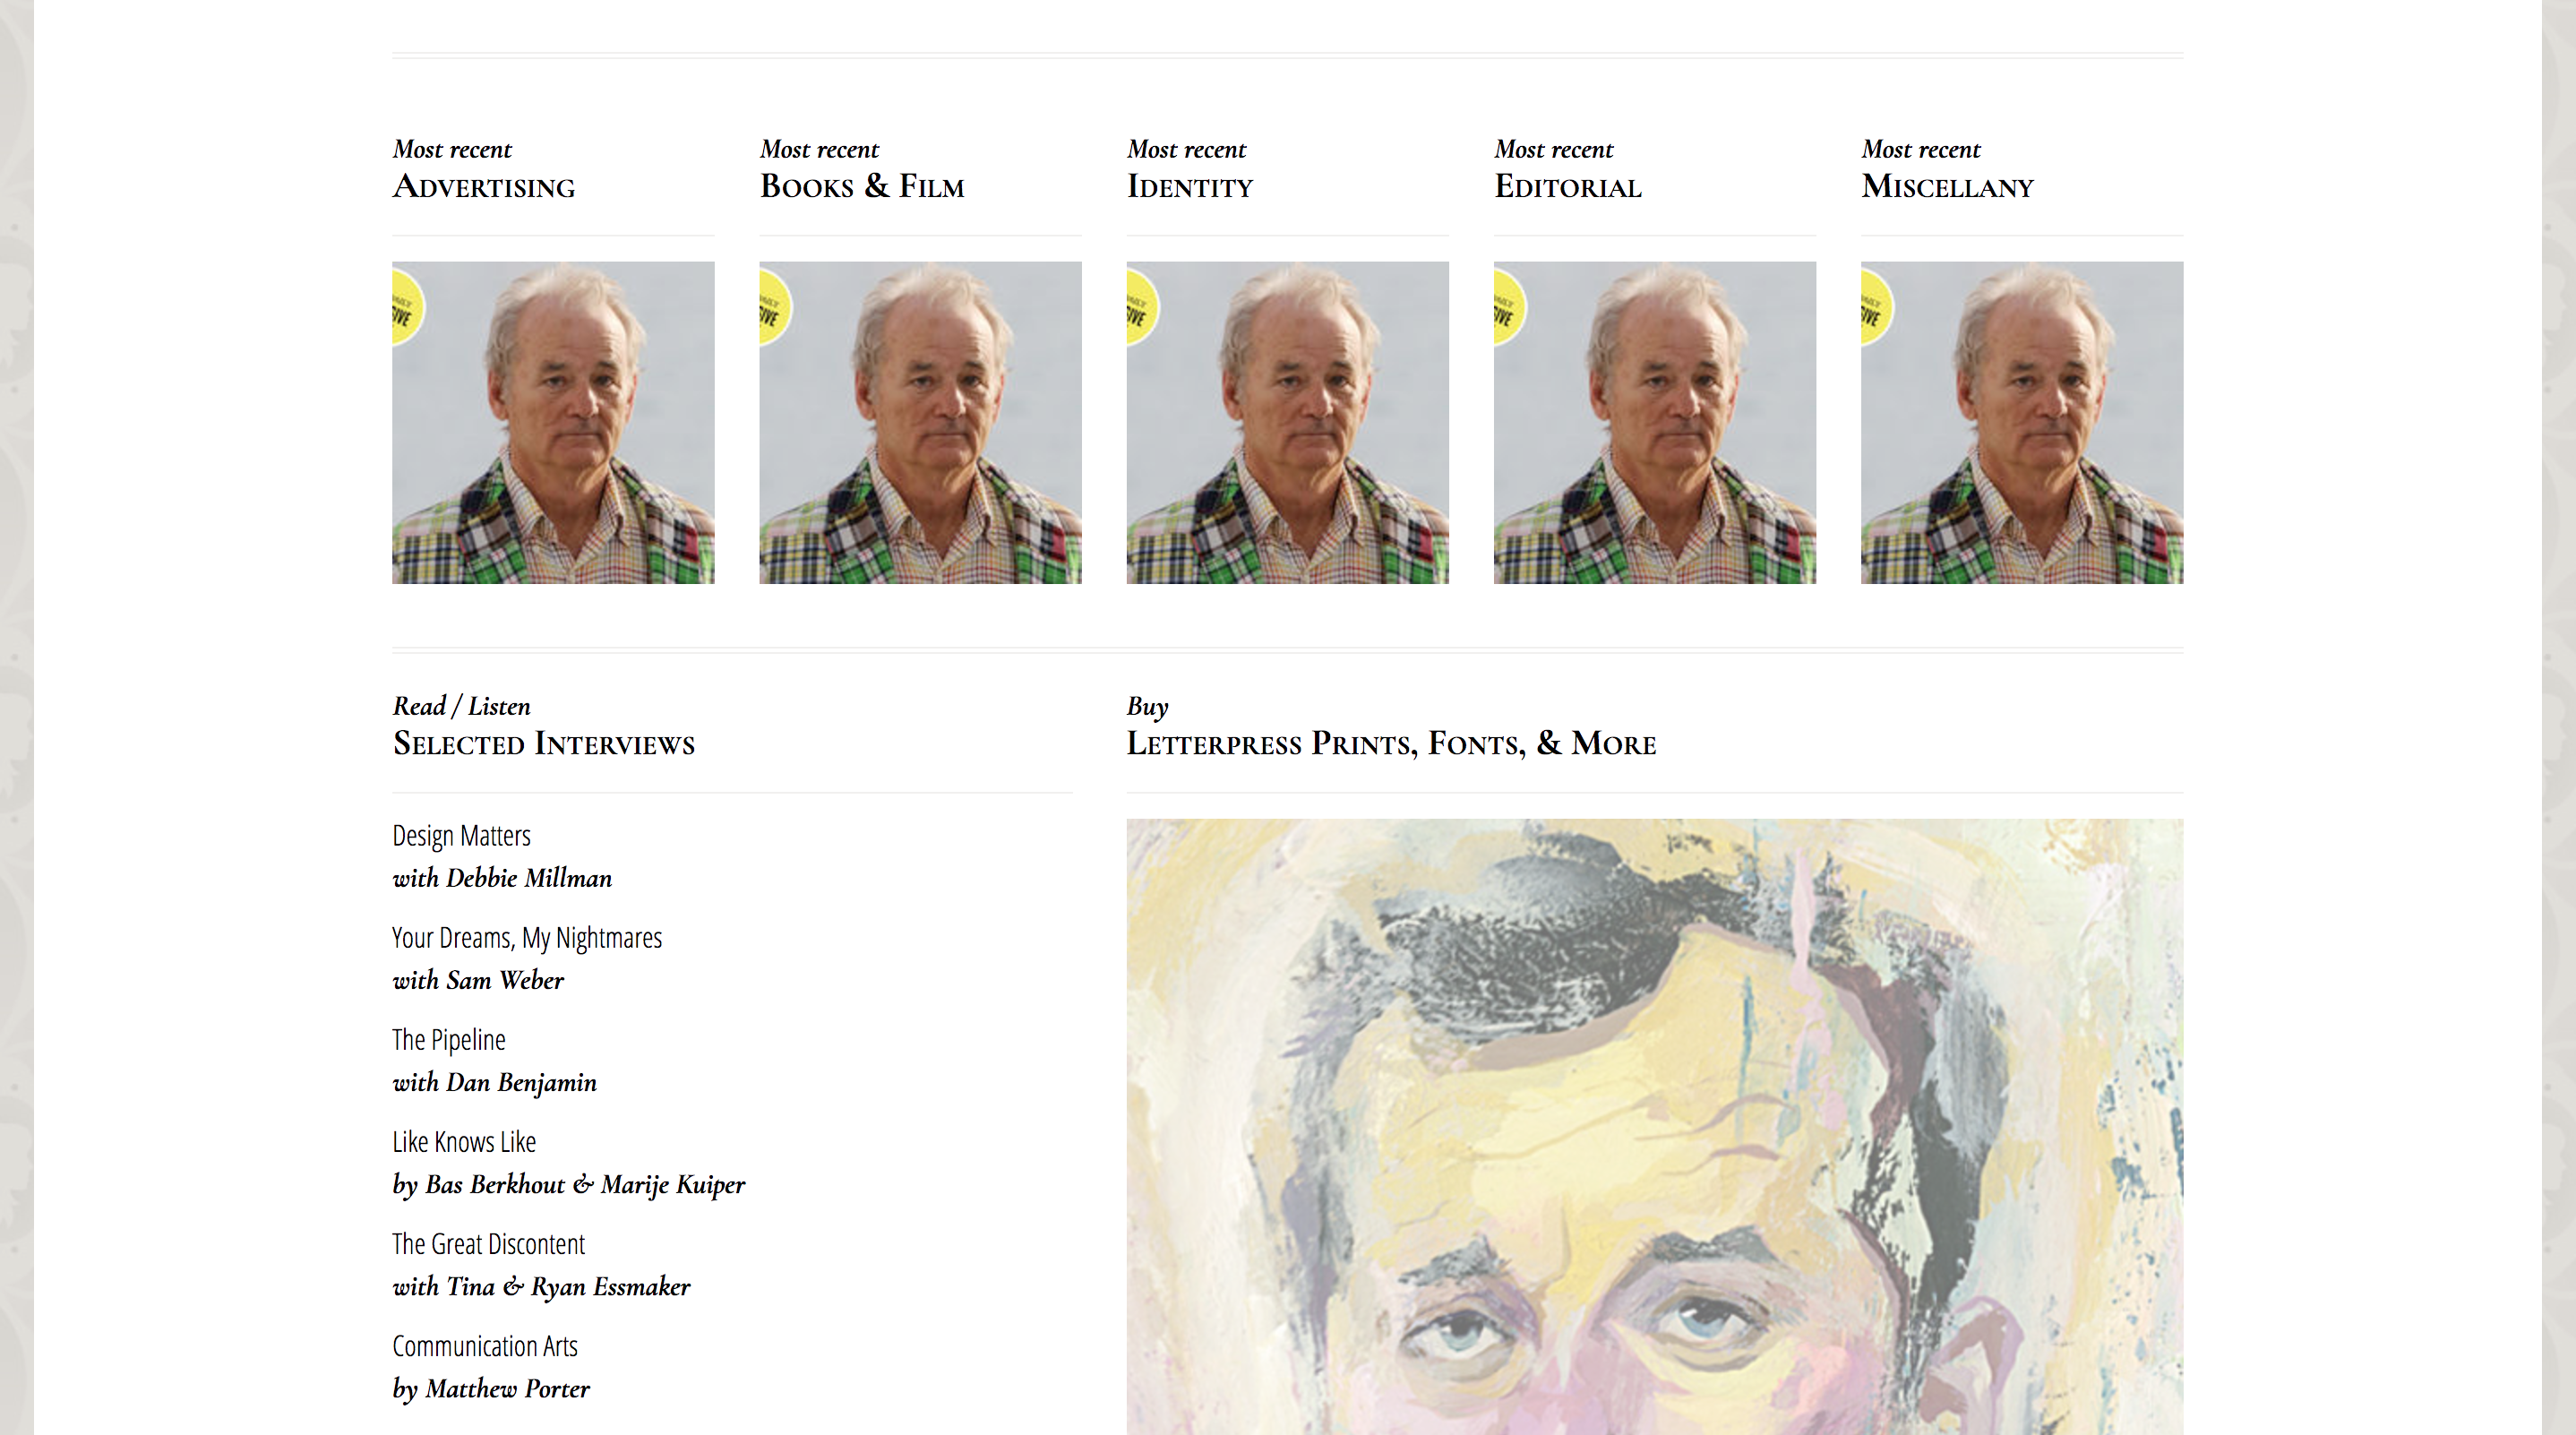 Most recent
Advertising
Most recent
Books & Film
Most recent
Identity
Most recent
Editorial
Most recent
Miscellany
Read / Listen
Selected Interviews
Design Matters
with Debbie Millman
Your Dreams, My Nightmares
with Sam Weber
The Pipeline
with Dan Benjamin
Like Knows Like
by Bas Berkhout & Marije Kuiper
The Great Discontent
with Tina & Ryan Essmaker
Communication Arts
by Matthew Porter
Buy
Letterpress Prints, Fonts, & More